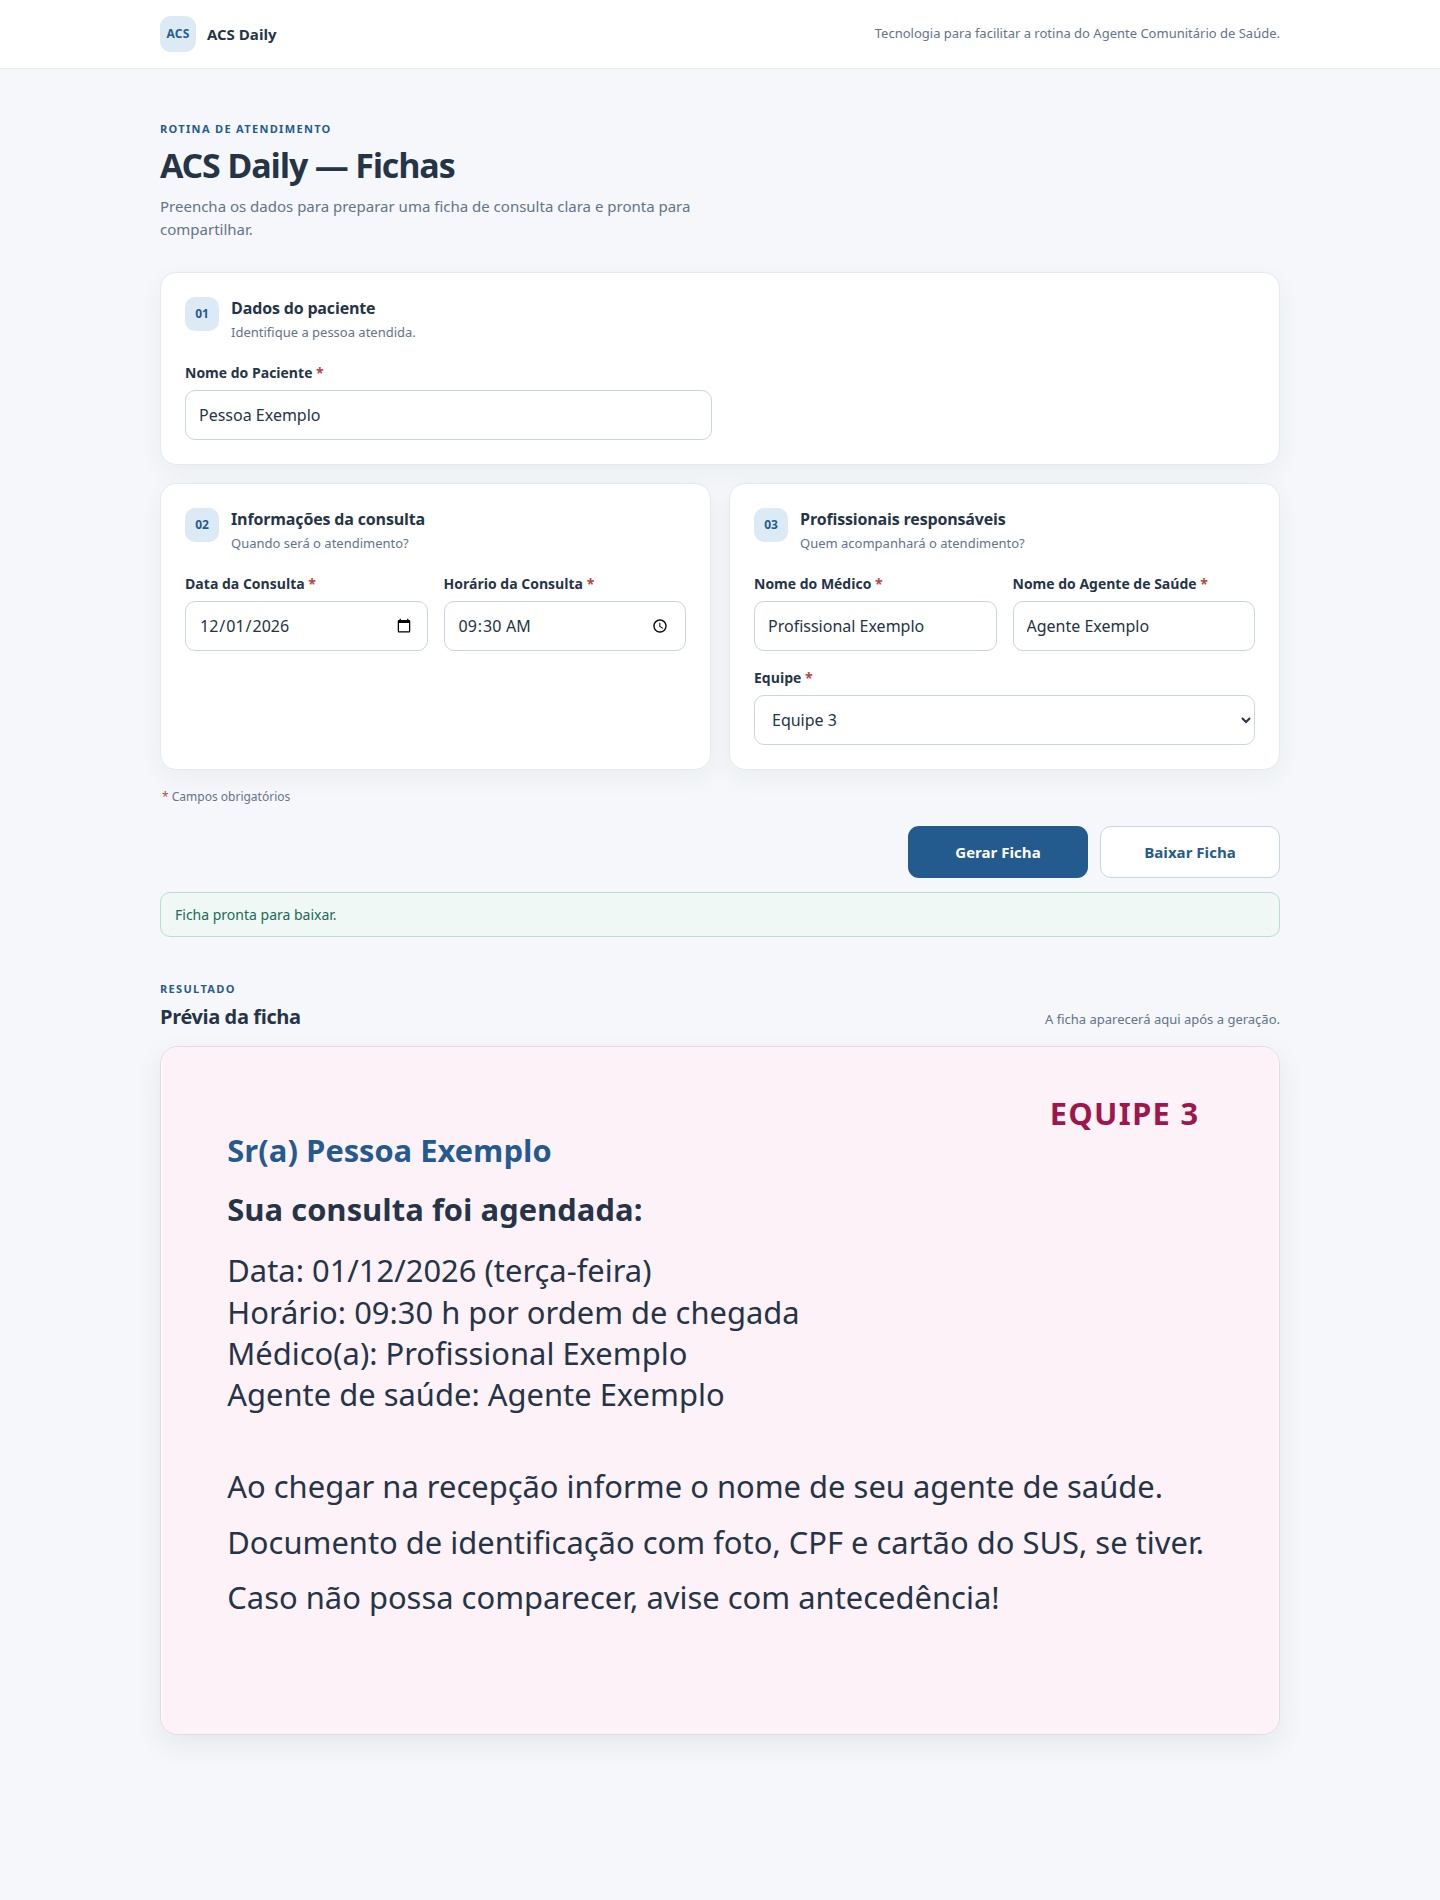 ACS
ACS Daily
Tecnologia para facilitar a rotina do Agente Comunitário de Saúde.
ROTINA DE ATENDIMENTO
ACS Daily — Fichas
Preencha os dados para preparar uma ficha de consulta clara e pronta para
compartilhar.
01
Dados do paciente
Identifique a pessoa atendida.
Nome do Paciente *
Pessoa Exemplo
02
Informações da consulta
Quando será o atendimento?
Data da Consulta *
Horário da Consulta *
12/01/2026
09:30 AM
03
Profissionais responsáveis
Quem acompanhará o atendimento?
Nome do Médico *
Nome do Agente de Saúde *
Profissional Exemplo
Agente Exemplo
Equipe *
Equipe 3
* Campos obrigatórios
Gerar Ficha
Baixar Ficha
Ficha pronta para baixar.
RESULTADO
Prévia da ficha
A ficha aparecerá aqui após a geração.
EQUIPE 3
Sr(a) Pessoa Exemplo
Sua consulta foi agendada:
Data: 01/12/2026 (terça-feira)
Horário: 09:30 h por ordem de chegada
Médico(a): Profissional Exemplo
Agente de saúde: Agente Exemplo
Ao chegar na recepção informe o nome de seu agente de saúde.
Documento de identificação com foto, CPF e cartão do SUS, se tiver.
Caso não possa comparecer, avise com antecedência!